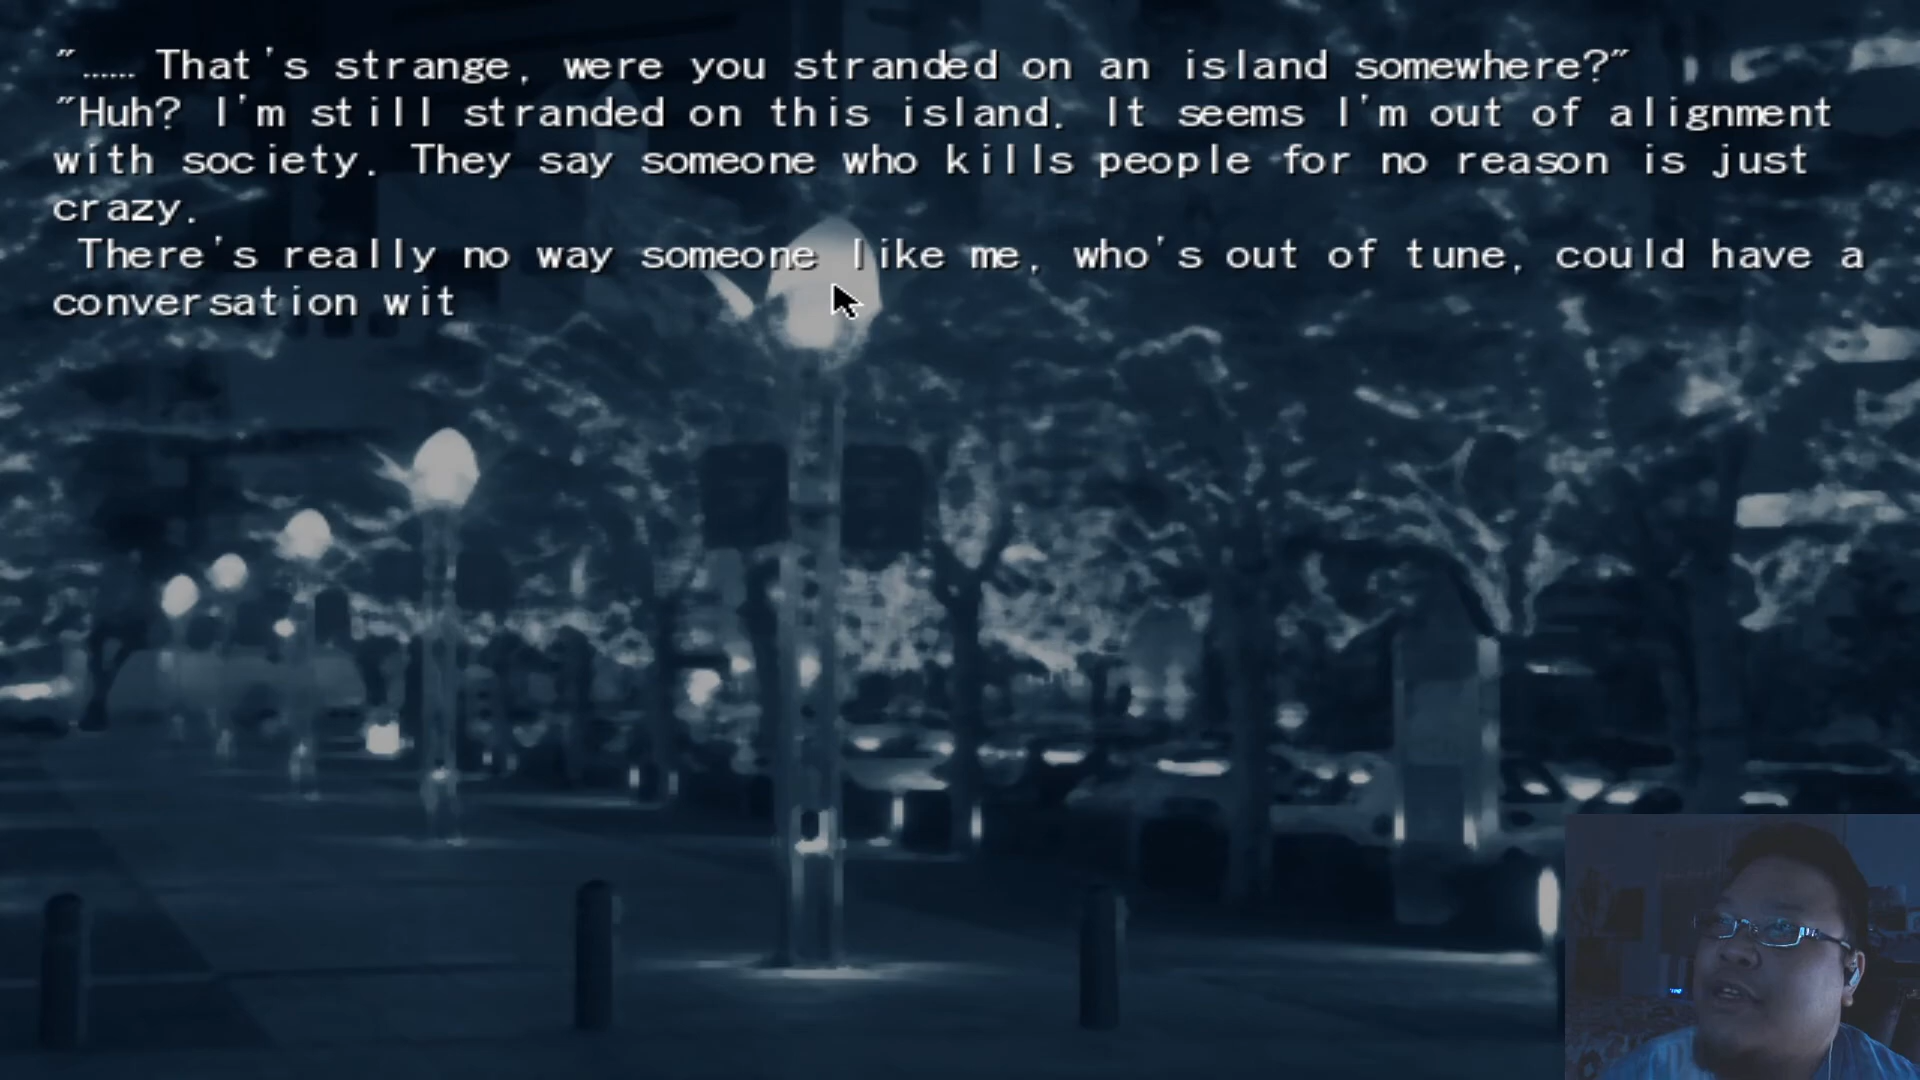 "...... That's strange, were you stranded on an island somewhere?"
"Huh? I'm still stranded on this island. It seems I'm out of alignment
with society. They say someone who kills people for no reason is just
crazy.
There's really no way someone like me, who's out of tune, could have a
conversation wit